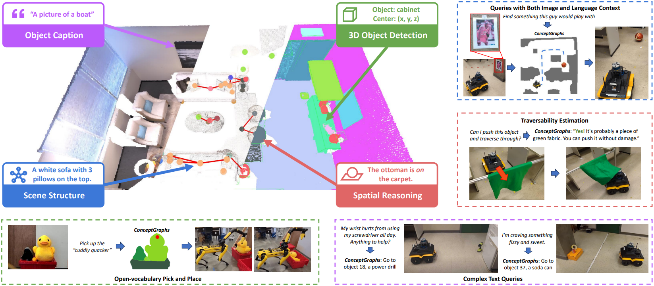 "A picture of a boat"
Object Caption
Object: cabinet
Center: (x, y, z)
3D Object Detection
A white sofa with 3
pillows on the top.
Scene Structure
The ottoman is on
the carpet.
Spatial Reasoning
Queries with Both Image and Language Context
Find something this guy would play with
ConceptGraphs
Traversability Estimation
Can I push this object
and traverse through?
ConceptGraphs: "Yes! It's probably a piece of
green fabric. You can push it without damage."
Pick up the
"cuddly quacker"
ConceptGraphs
Open-vocabulary Pick and Place
My wrist hurts from using
my screwdriver all day.
Anything to help?
ConceptGraphs: Go to
object 18, a power drill
I'm craving something
fizzy and sweet.
ConceptGraphs: Go to
object 37, a soda can
Complex Text Queries